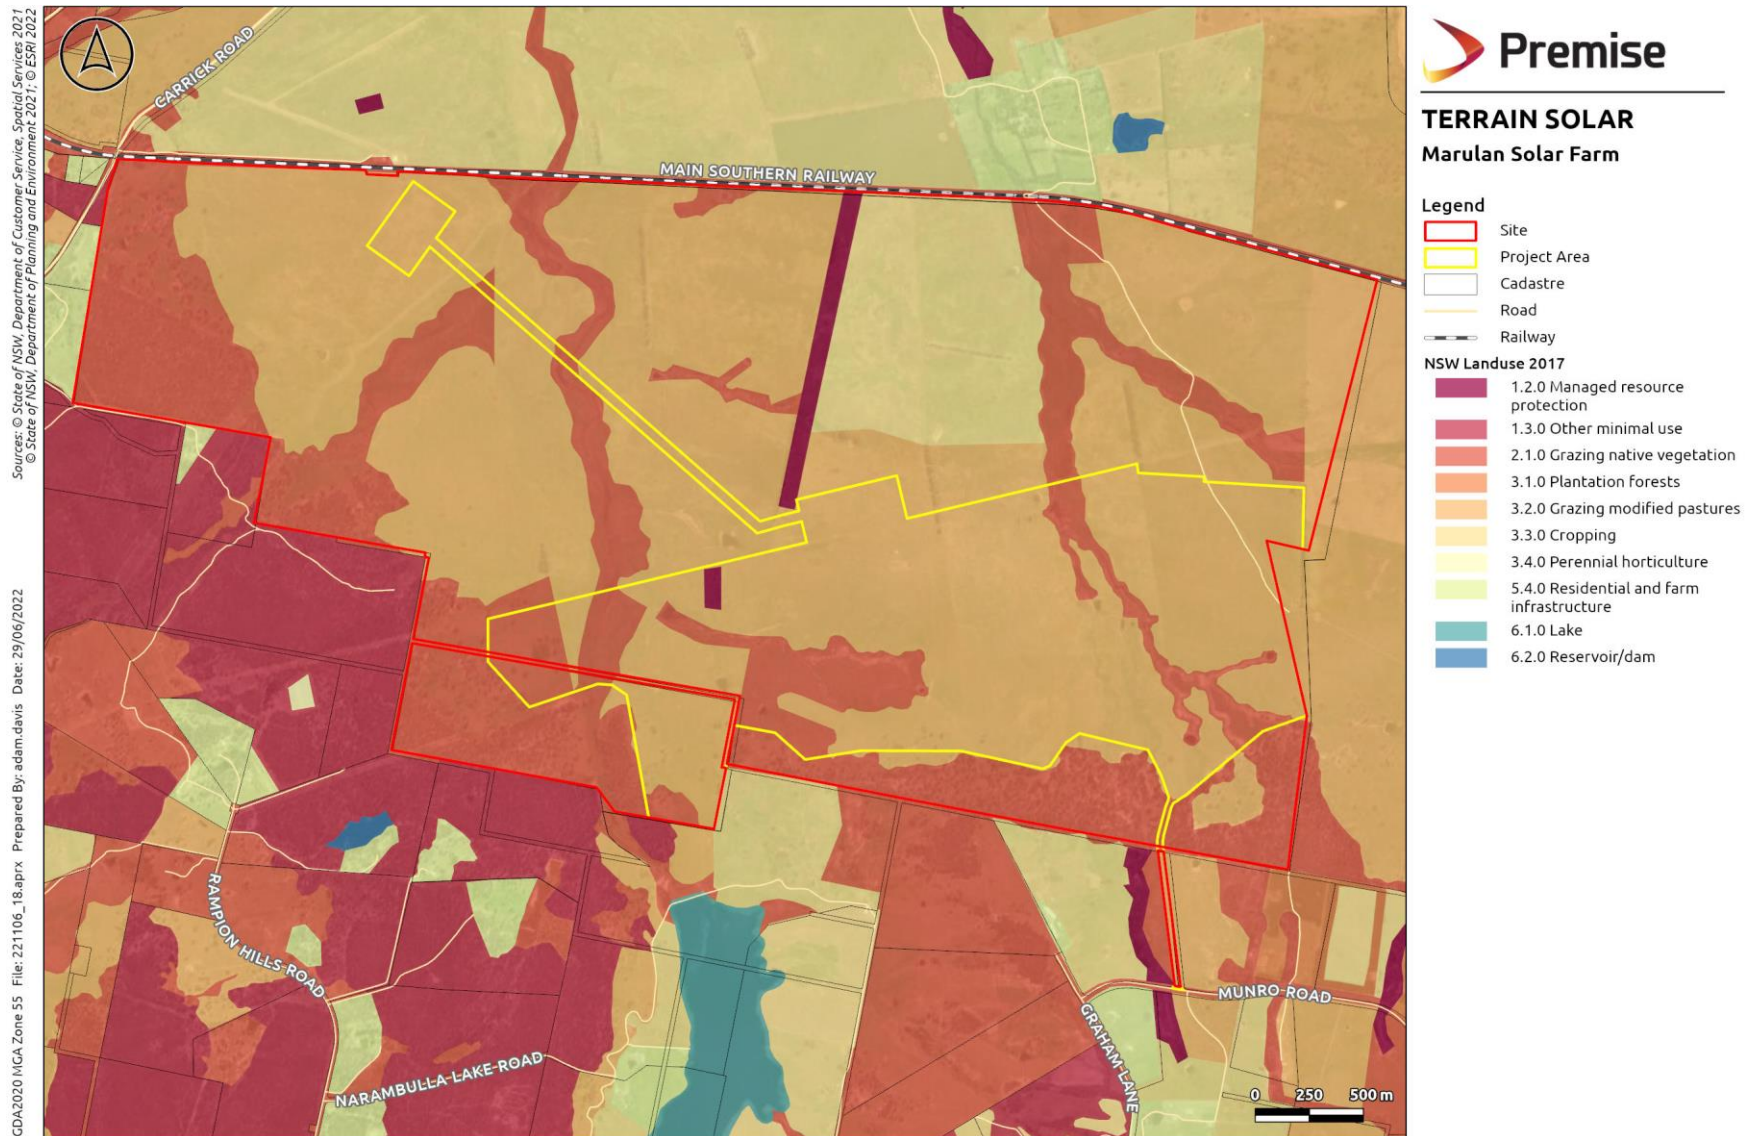 Sources: © State of NSW, Department of Customer Service, Spatial Services 2021
© State of NSW, Department of Planning and Environment 2021; © ESRI 2022
GDA2020 MGA Zone 55 File: 221106_18.aprx Prepared By: adam.davis Date: 29/06/2022
CARRICK ROAD
MAIN SOUTHERN RAILWAY
RAMPION HILLS ROAD
NARAMBULLA LAKE ROAD
GRAHAM LANE
MUNRO ROAD
0 250 500 m
Premise
TERRAIN SOLAR
Marulan Solar Farm
Legend
Site
Project Area
Cadastre
Road
Railway
NSW Landuse 2017
1.2.0 Managed resource
protection
1.3.0 Other minimal use
2.1.0 Grazing native vegetation
3.1.0 Plantation forests
3.2.0 Grazing modified pastures
3.3.0 Cropping
3.4.0 Perennial horticulture
5.4.0 Residential and farm
infrastructure
6.1.0 Lake
6.2.0 Reservoir/dam